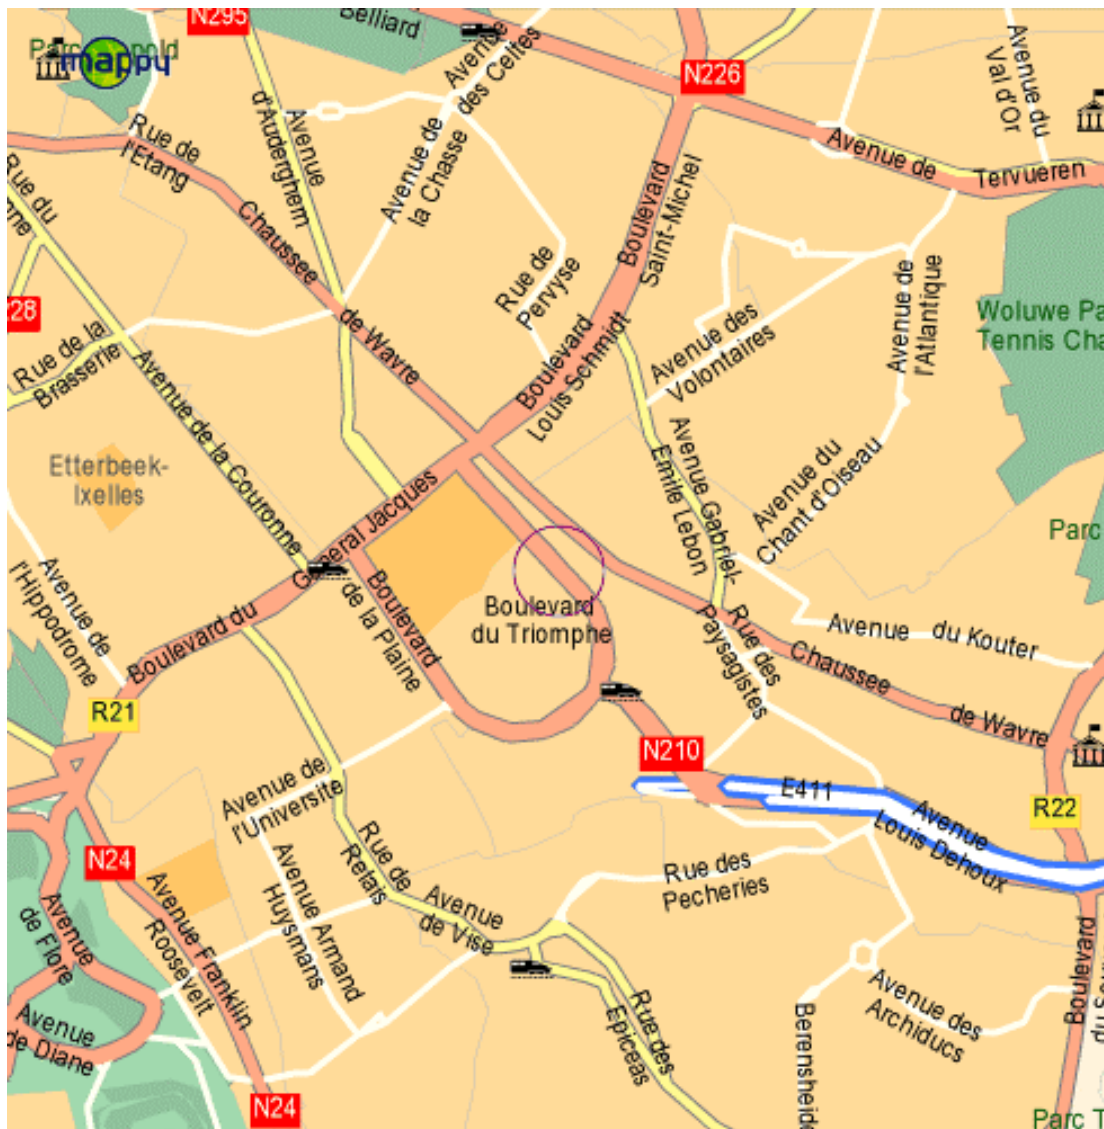 N295
Belliard
Avenue
des Celtes
mappy
N226
Avenue du
Val d'Or
Rue de
l'Etang
Avenue
d'Auderghem
Avenue de
la Chasse
Boulevard
Saint-Michel
Avenue de
Tervueren
Rue du
Chaussee
de Wavre
Rue de
Pervyse
Avenue de
l'Atlantique
Woluwe Pa
Tennis Cha
28
Rue de la
Brasserie
Avenue de la Couronne
Boulevard
Louis Schmidt
Avenue des
Volontaires
Etterbeek-
Ixelles
Avenue Gabriek-
Emile Lebon
Avenue du
Chant d'Oiseau
Parc
Boulevard du
General Jacques
Avenue de
l'Hippodrome
Boulevard
de la Plaine
Boulevard
du Triomphe
Rue des
Paysagistes
Avenue du Kouter
Chaussee
de Wavre
R21
N210
E411
Avenue
Louis Dehoux
R22
Avenue de
l'Universite
N24
Rue de
Relais
Avenue Armand
Huysmans
Avenue
de Vise
Rue des
Pecheries
Avenue
de Flore
Avenue Franklin
Roosevelt
Avenue
de Diane
Rue des
Epiceas
Berensheide
Avenue des
Archiducs
Boulevard
N24
Parc T